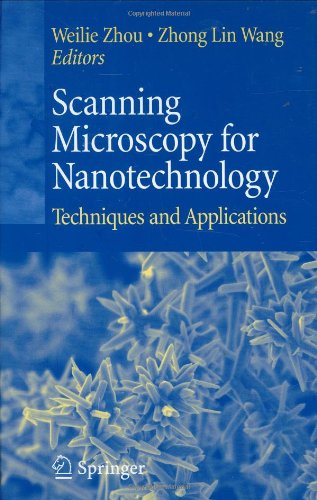 Weilie Zhou · Zhong Lin Wang
Editors
Scanning
Microscopy for
Nanotechnology
Techniques and Applications
Springer